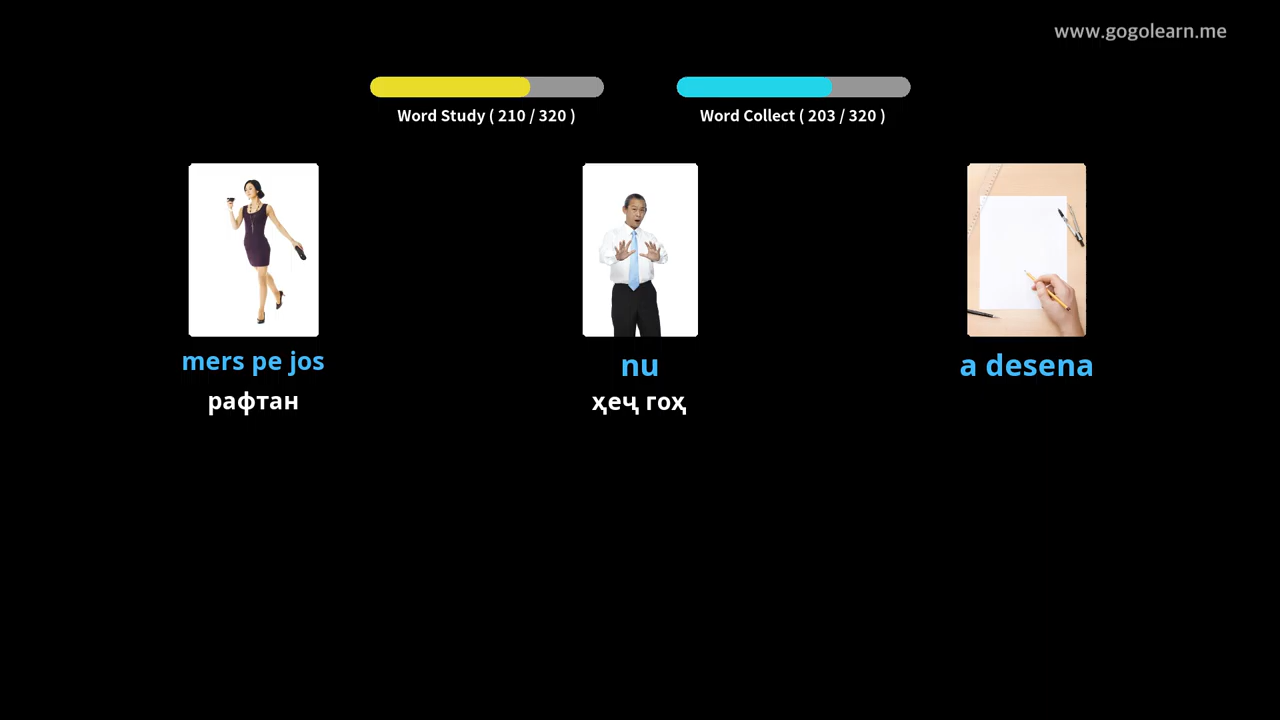 www.gogolearn.me
Word Study ( 210 / 320 )
Word Collect ( 203 / 320 )
mers pe jos
nu
a desena
рафтан
ҳеҷ гоҳ